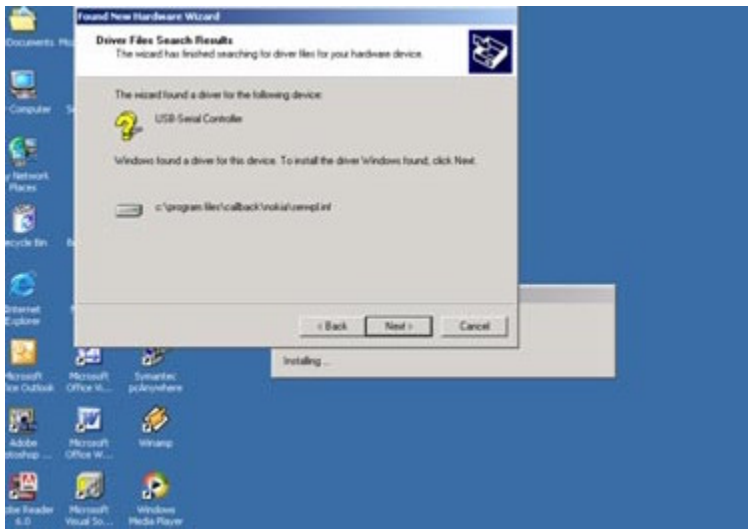 Found New Hardware Wizard
Driver Files Search Results
The wizard has finished searching for driver files for your hardware device.
The wizard found a driver for the following device:
USB-Serial Controller
Windows found a driver for this device. To install the driver Windows found, click Next.
c:\program files\callback\nokia\serwpl.inf
< Back
Next >
Cancel
Installing ...
Documents
Computer
Network
Places
Recycle Bin
Internet
Explorer
Microsoft
Outlook
Microsoft
Office Vi...
Symantec
pcAnywhere
Adobe
Photoshop ...
Microsoft
Office W...
Winamp
Reader
6.0
Microsoft
Visual So...
Windows
Media Player